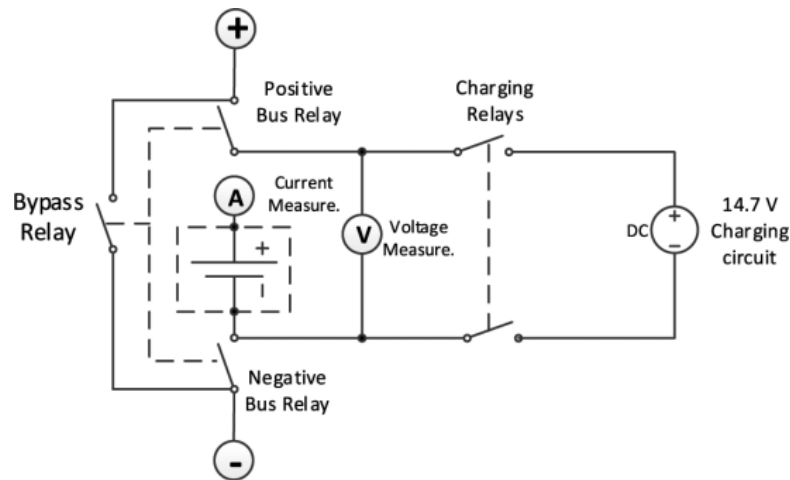 +
Positive
Bus Relay
Charging
Relays
Bypass
Relay
A
Current
Measure.
+
V
Voltage
Measure.
DC
+
−
14.7 V
Charging
circuit
Negative
Bus Relay
-